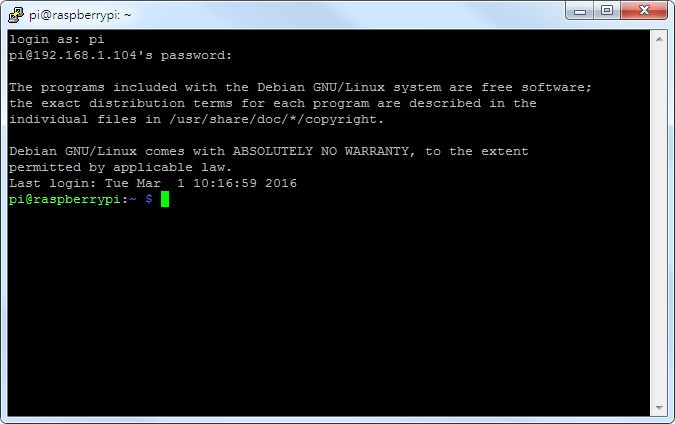 pi@raspberrypi: ~
login as: pi
pi@192.168.1.104's password:
The programs included with the Debian GNU/Linux system are free software;
the exact distribution terms for each program are described in the
individual files in /usr/share/doc/*/copyright.
Debian GNU/Linux comes with ABSOLUTELY NO WARRANTY, to the extent
permitted by applicable law.
Last login: Tue Mar  1 10:16:59 2016
pi@raspberrypi:~ $